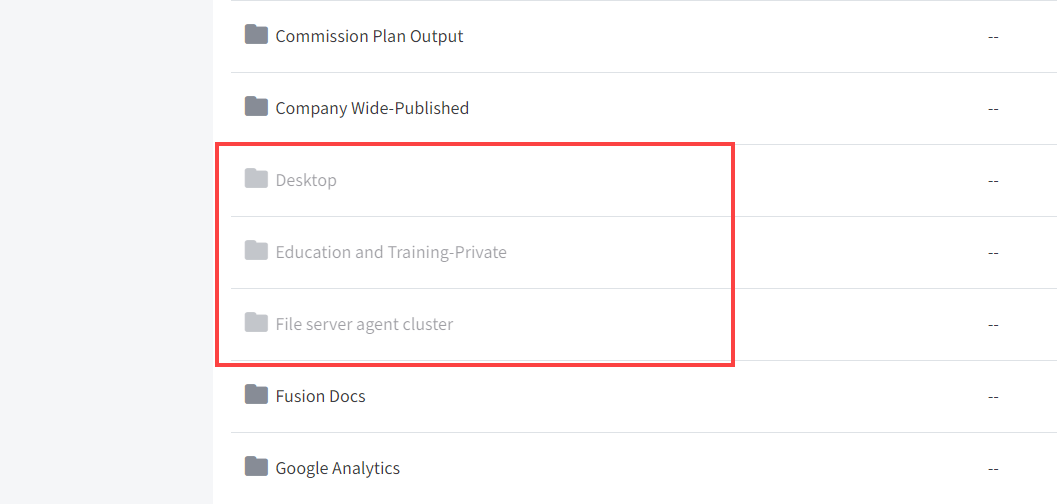 Commission Plan Output --
Company Wide-Published --
Desktop --
Education and Training-Private --
File server agent cluster --
Fusion Docs --
Google Analytics --